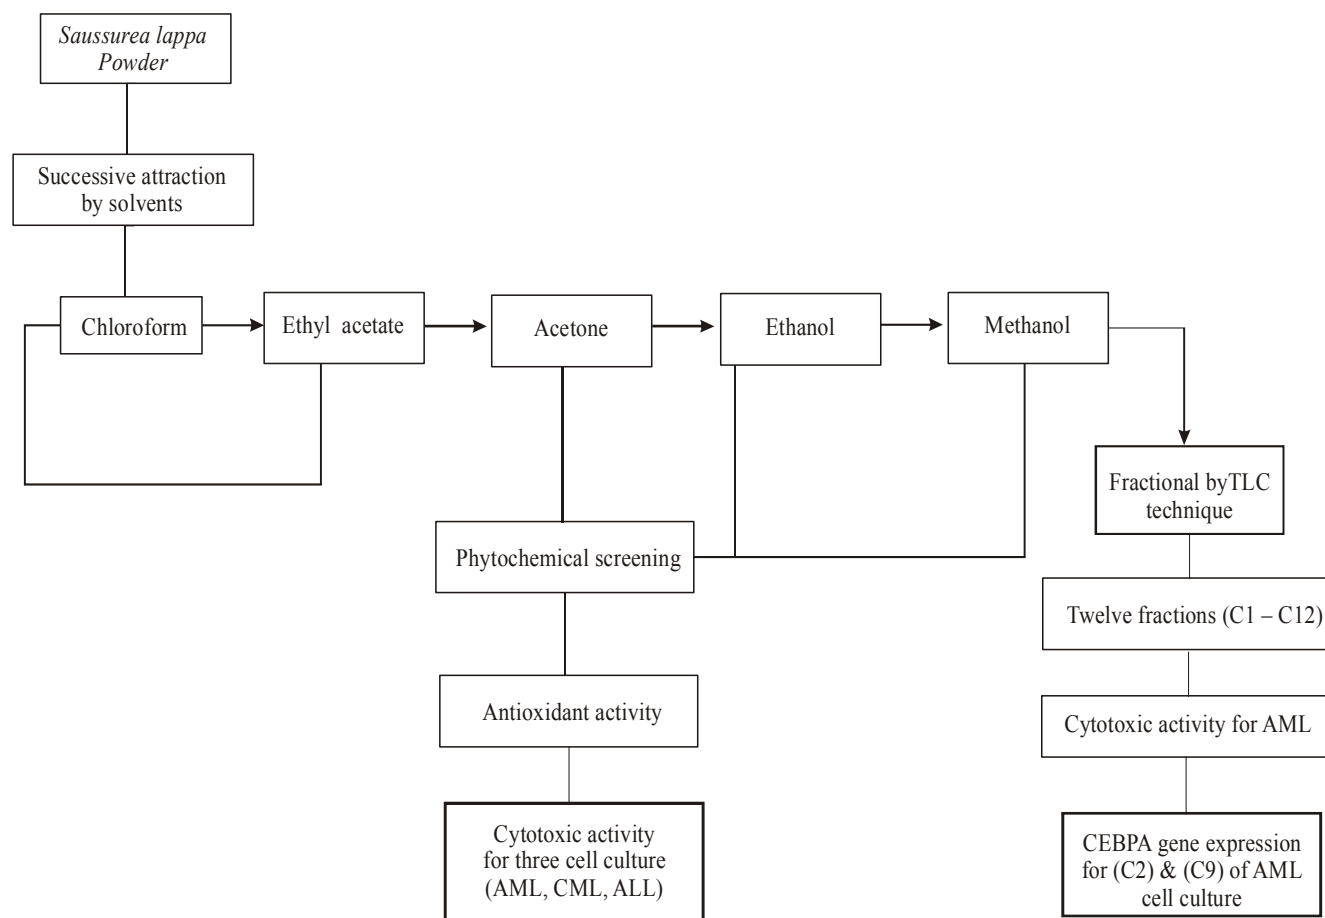 Saussurea lappa
Powder
Successive attraction
by solvents
Chloroform
Ethyl acetate
Acetone
Ethanol
Methanol
Fractional byTLC
technique
Phytochemical screening
Twelve fractions (C1 – C12)
Antioxidant activity
Cytotoxic activity for AML
Cytotoxic activity
for three cell culture
(AML, CML, ALL)
CEBPA gene expression
for (C2) & (C9) of AML
cell culture